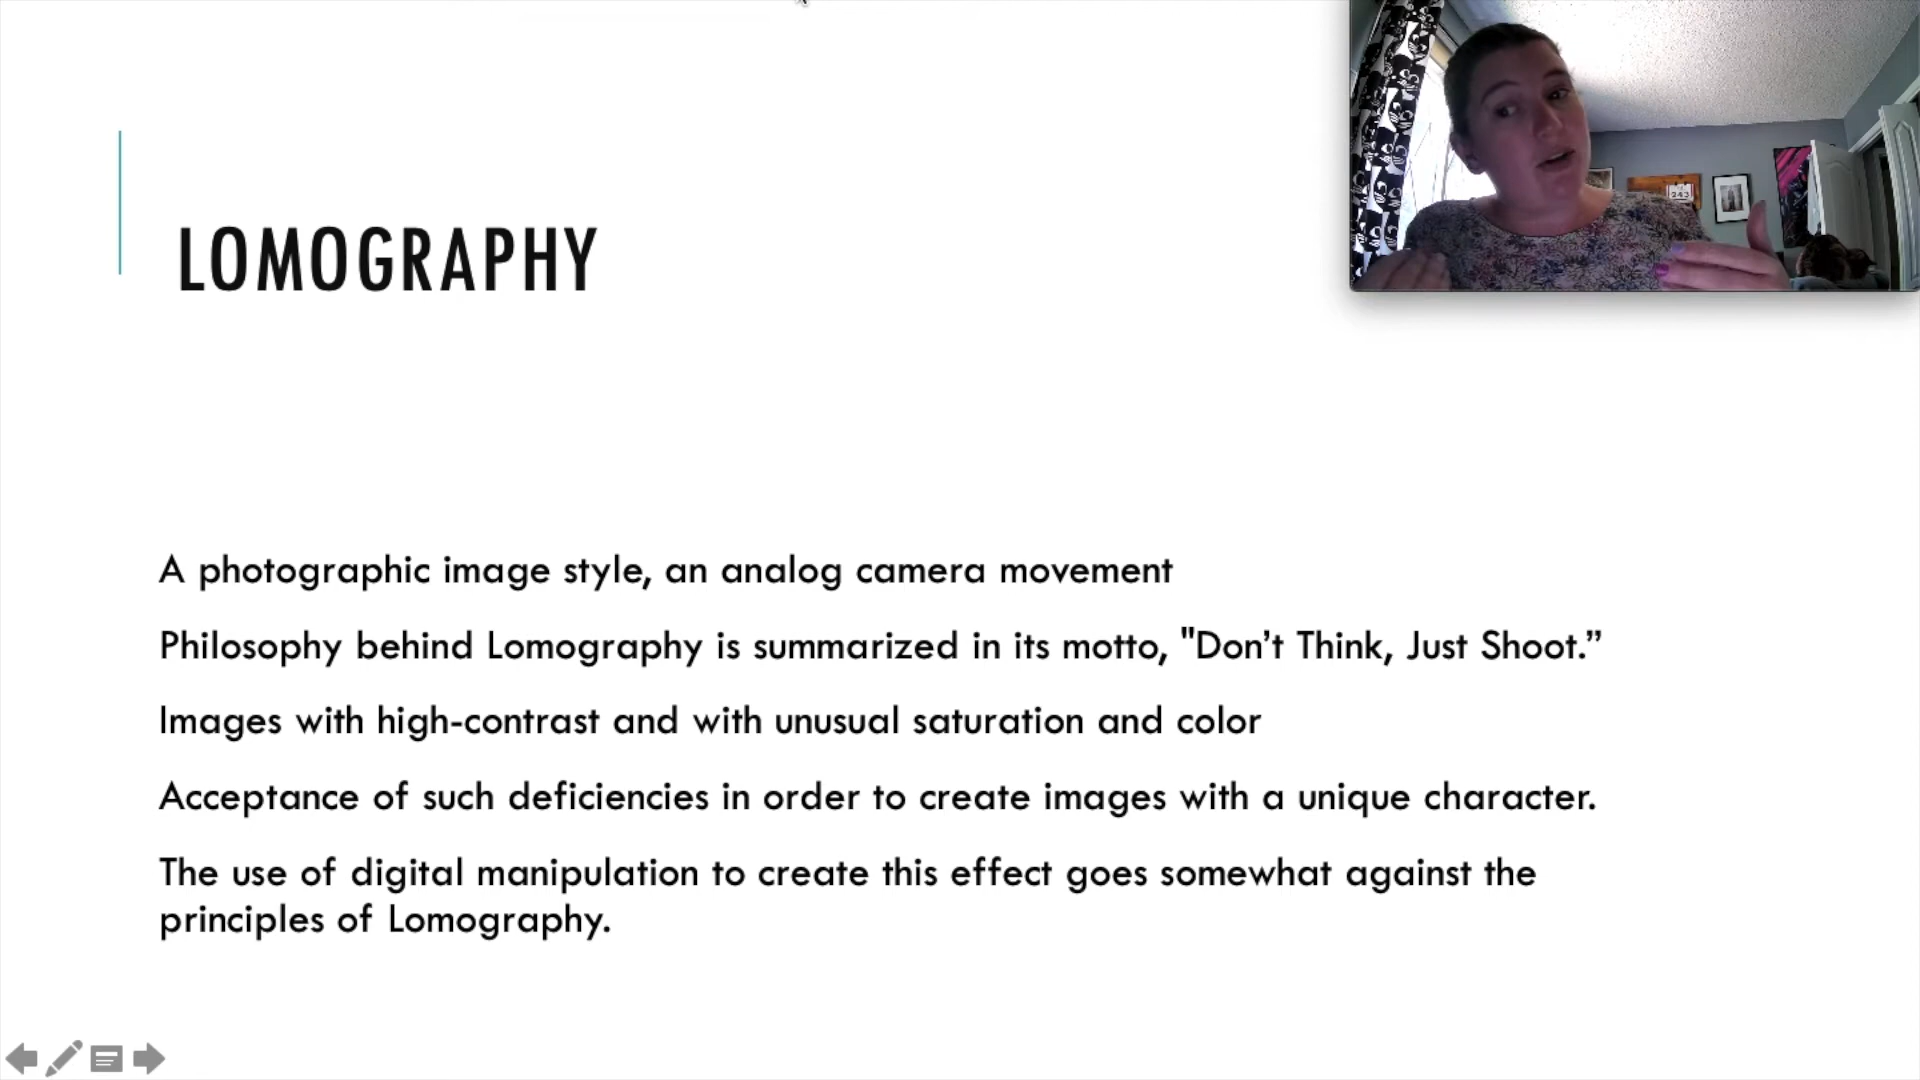 LOMOGRAPHY
A photographic image style, an analog camera movement
Philosophy behind Lomography is summarized in its motto, "Don’t Think, Just Shoot.”
Images with high-contrast and with unusual saturation and color
Acceptance of such deficiencies in order to create images with a unique character.
The use of digital manipulation to create this effect goes somewhat against the
principles of Lomography.
243